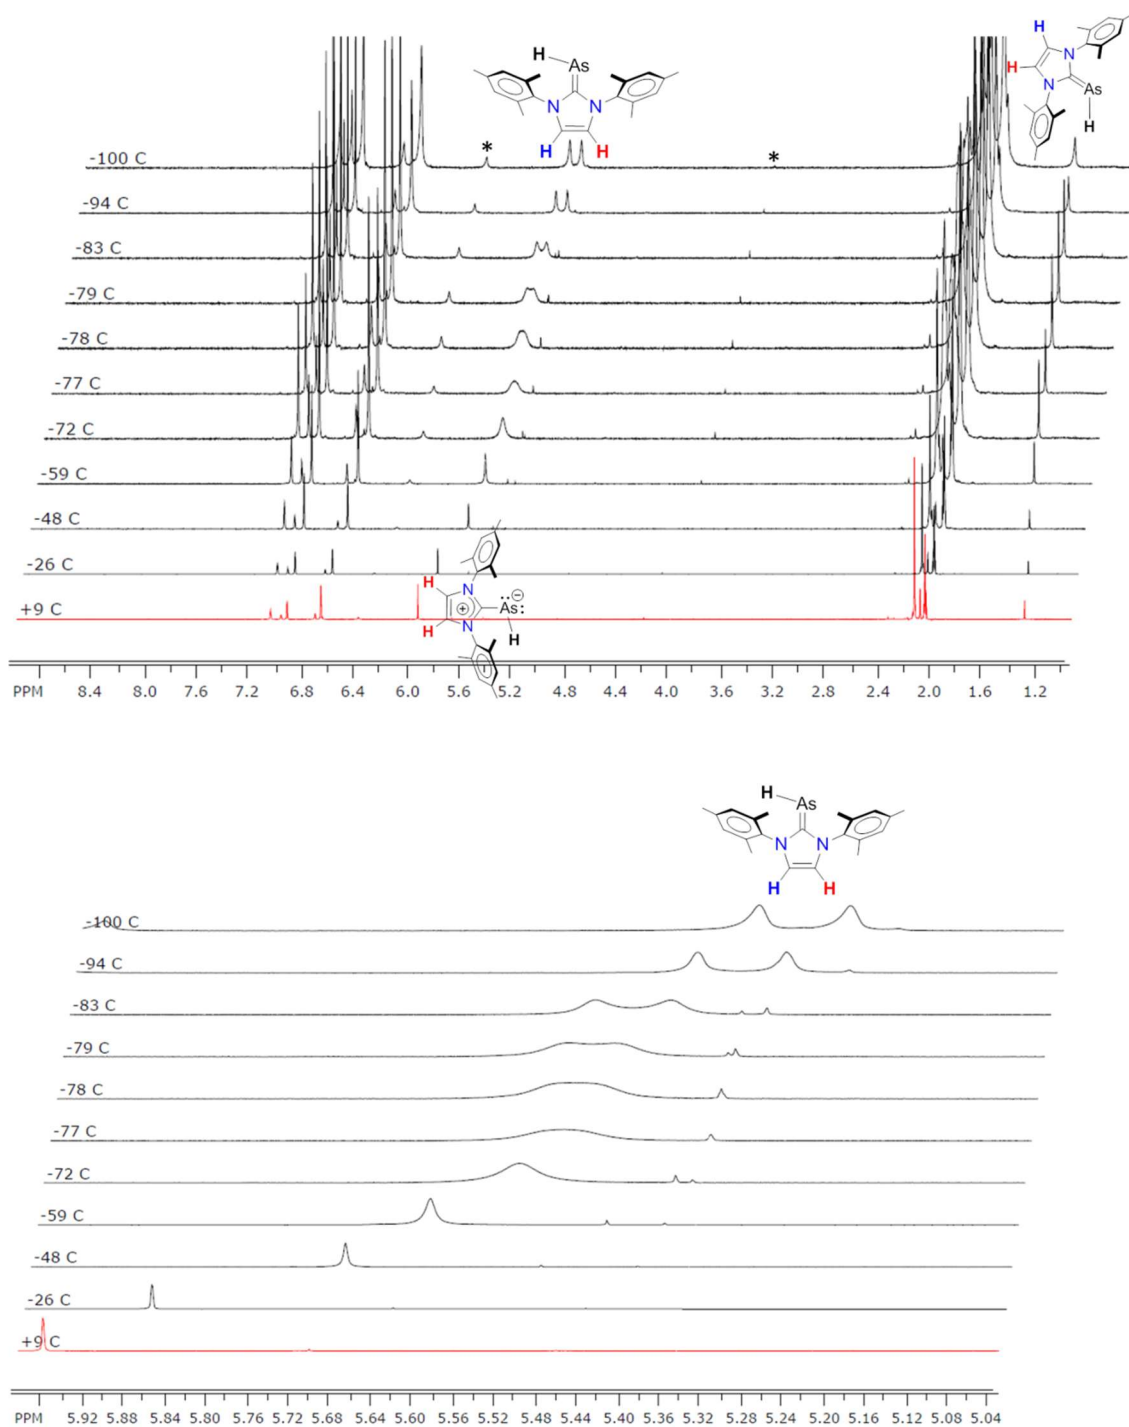 H
H
As
H
N
N
As
N
N
H
H
H
*
*
-100 C
-94 C
-83 C
-79 C
-78 C
-77 C
-72 C
-59 C
-48 C
-26 C
+9 C
H
N
⊕
As
⊖
H
N
H
PPM 8.4 8.0 7.6 7.2 6.8 6.4 6.0 5.6 5.2 4.8 4.4 4.0 3.6 3.2 2.8 2.4 2.0 1.6 1.2
H
As
N
N
H
H
-100 C
-94 C
-83 C
-79 C
-78 C
-77 C
-72 C
-59 C
-48 C
-26 C
+9 C
PPM 5.92 5.88 5.84 5.80 5.76 5.72 5.68 5.64 5.60 5.56 5.52 5.48 5.44 5.40 5.36 5.32 5.28 5.24 5.20 5.16 5.12 5.08 5.04